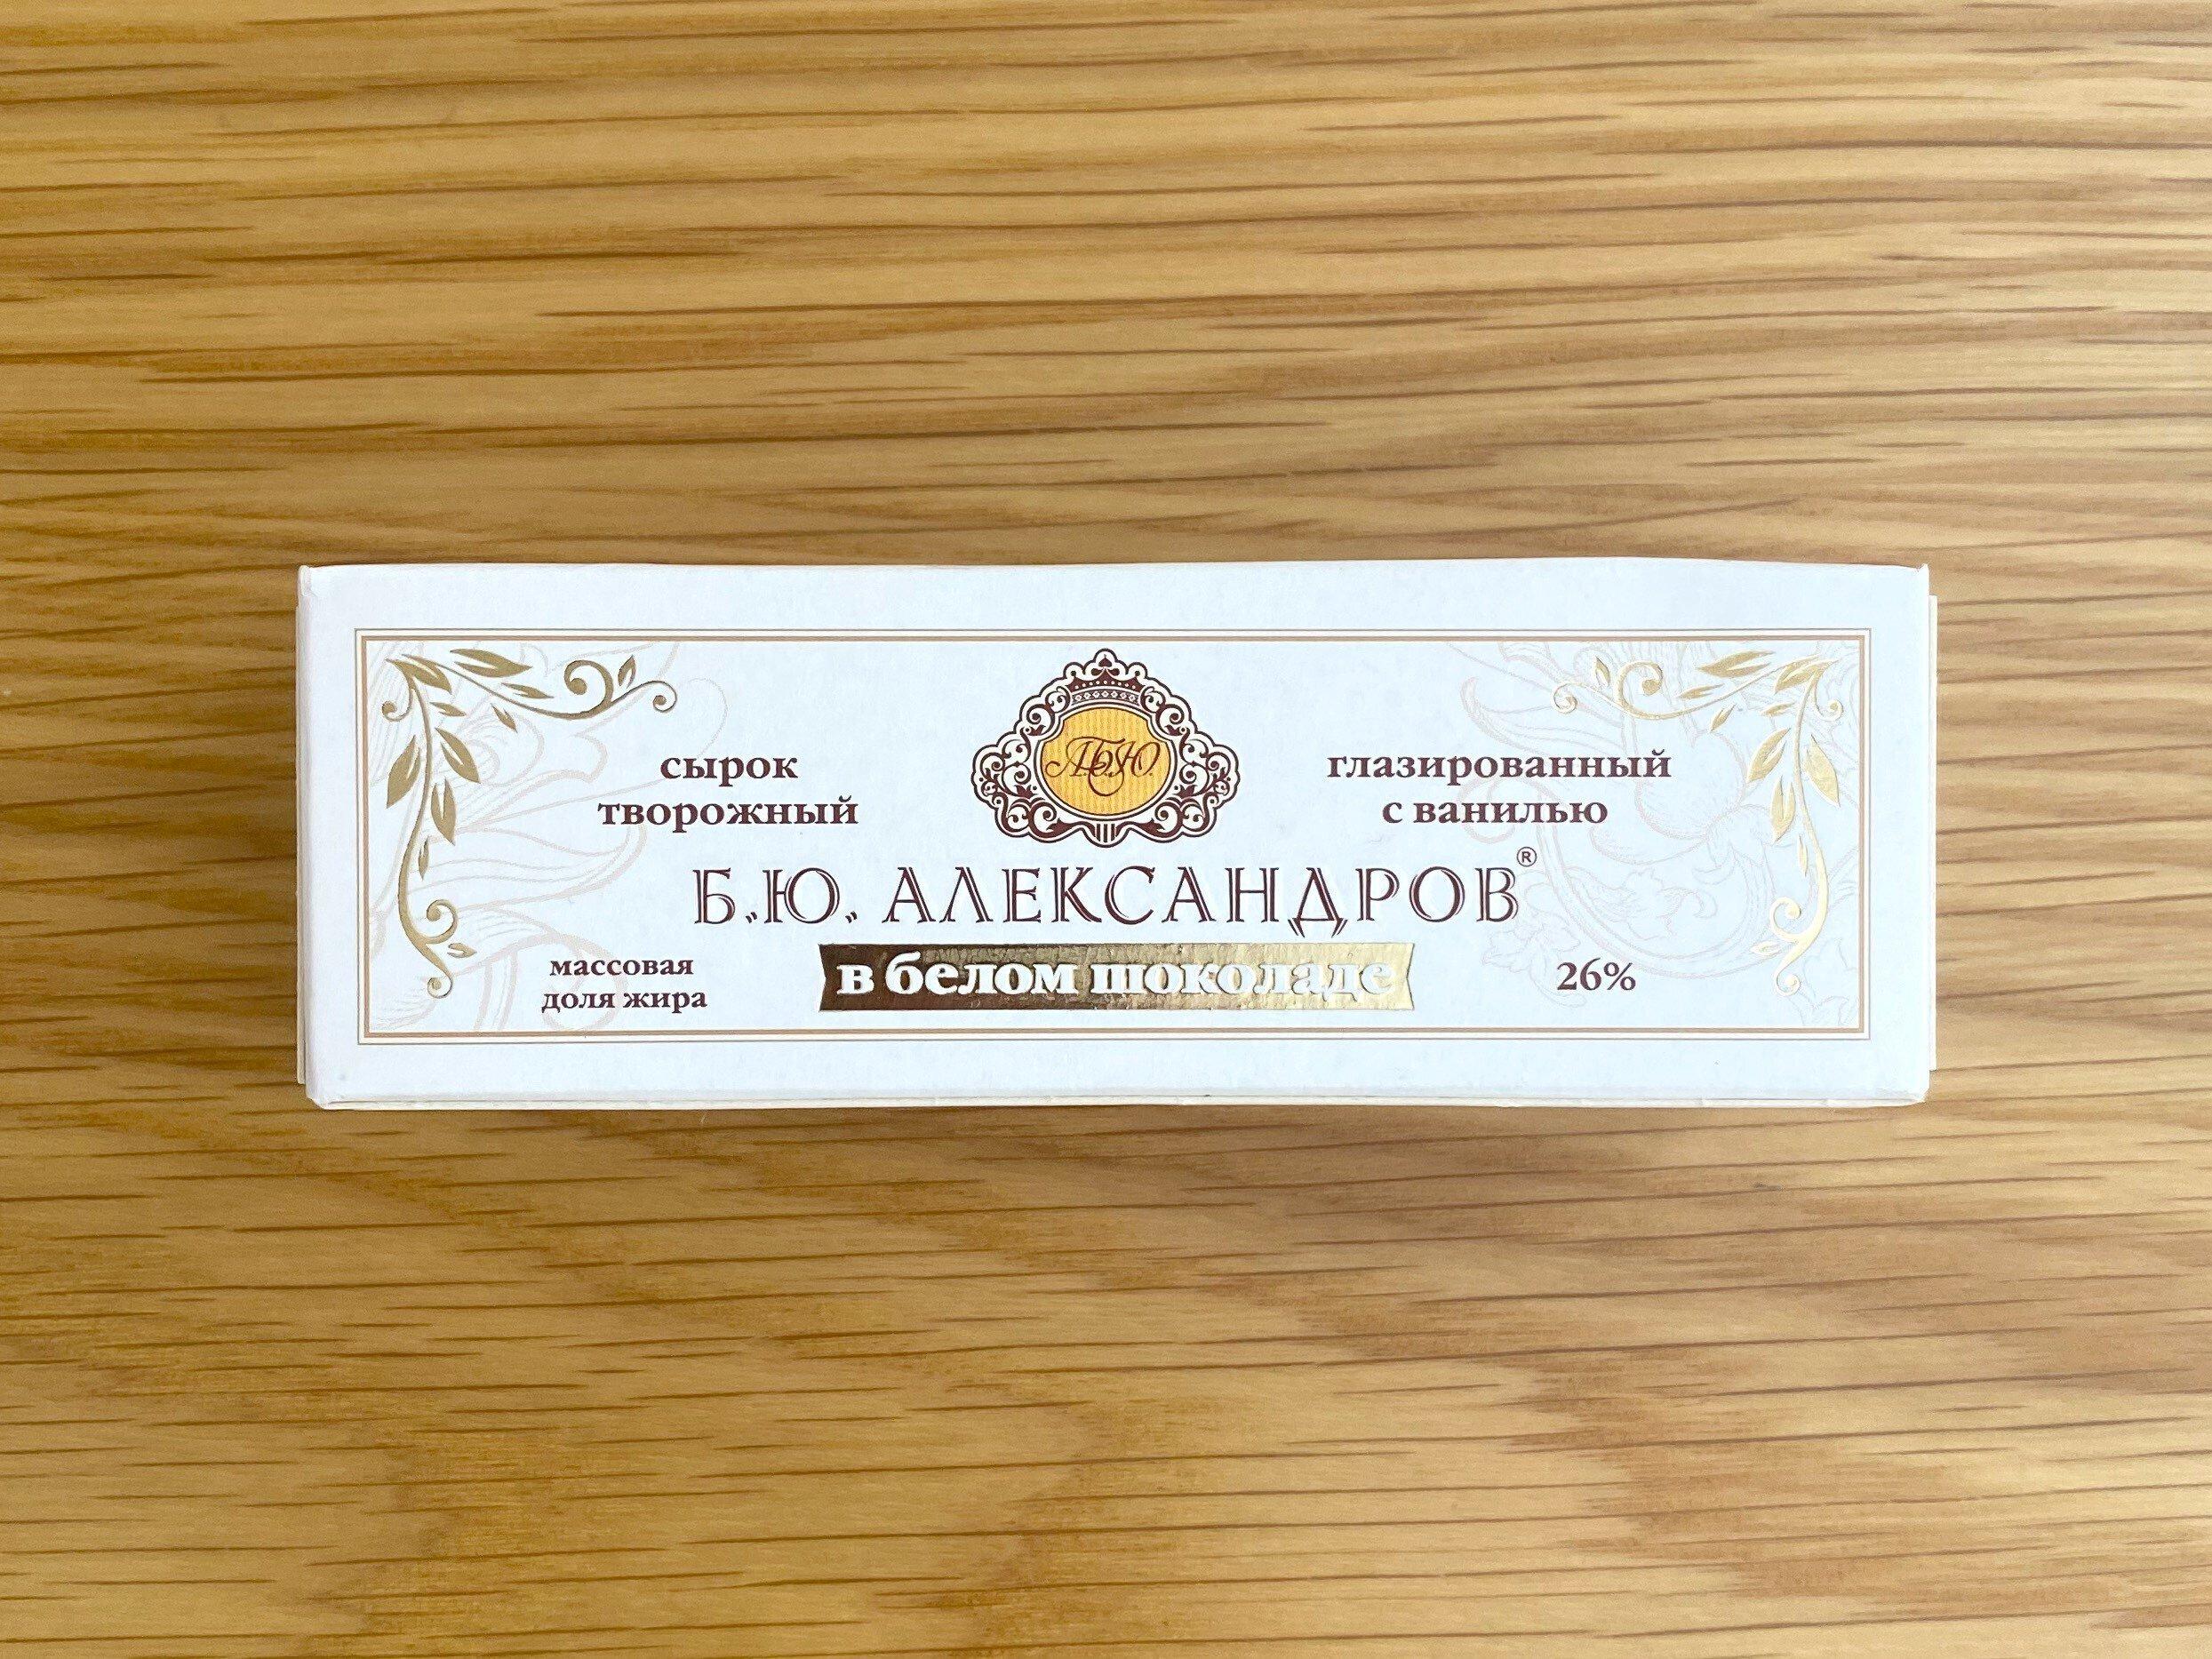 сырок
творожный
глазированный
с ванилью
Б.Ю. АЛЕКСАНДРОВ®
в белом шоколаде
массовая
доля жира
26%